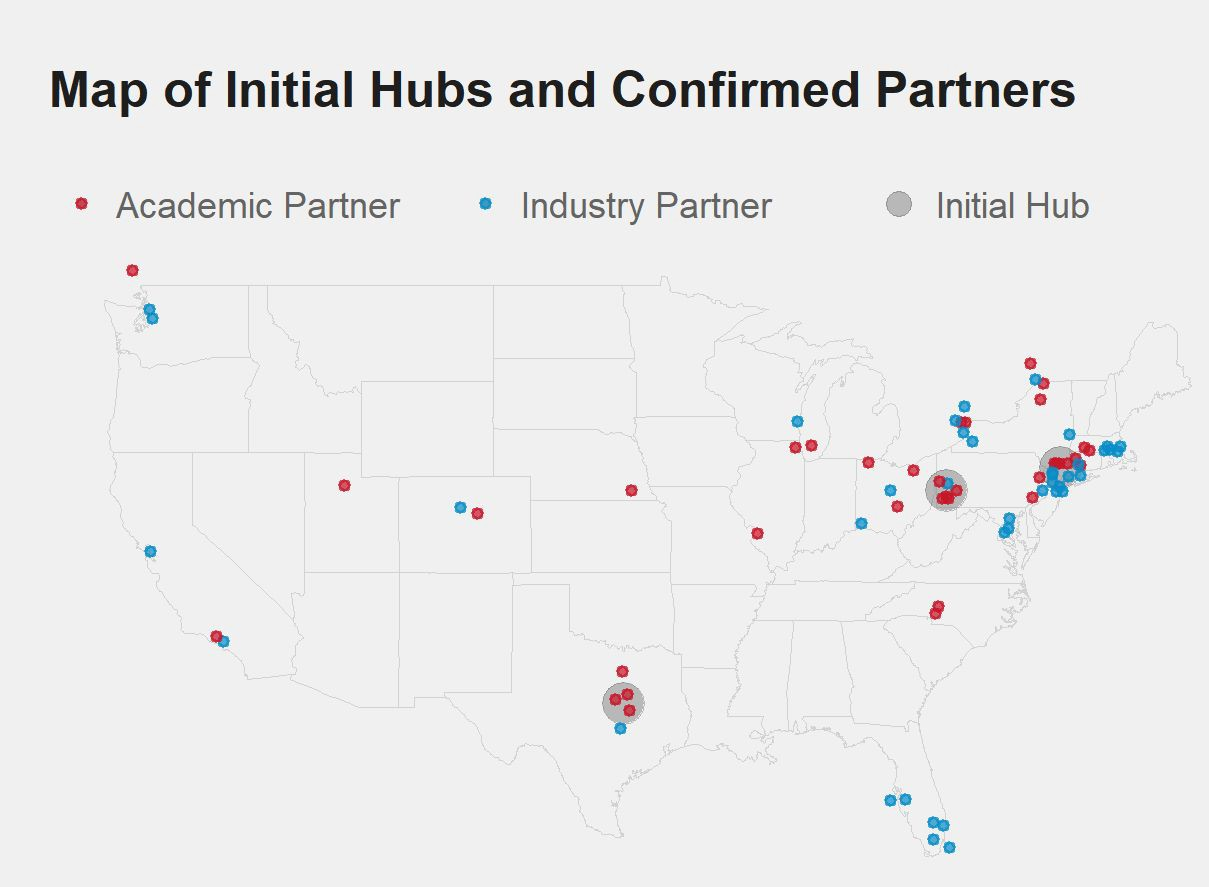 Map of Initial Hubs and Confirmed Partners
Academic Partner Industry Partner Initial Hub